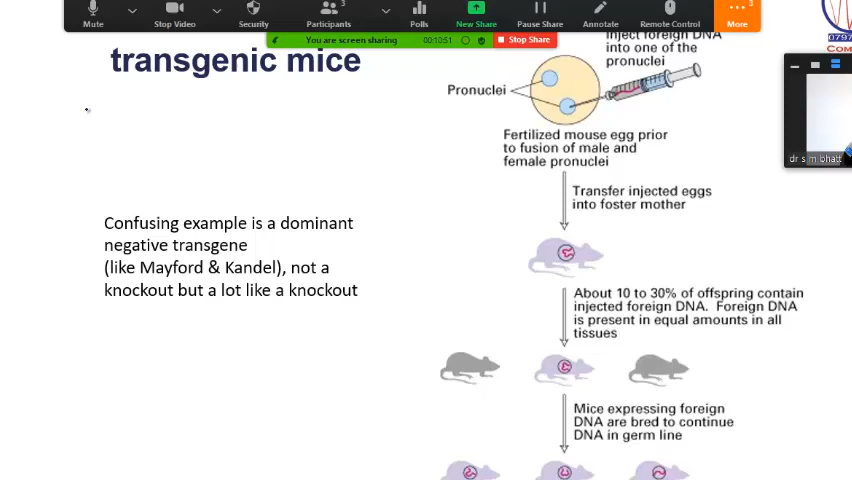 Mute
Stop Video
Security
3
Participants
Polls
New Share
Pause Share
Annotate
Remote Control
3
More
You are screen sharing
00:10:51
Stop Share
transgenic mice
inject foreign DNA
into one of the
pronuclei
Pronuclei
Fertilized mouse egg prior
to fusion of male and
female pronuclei
Transfer injected eggs
into foster mother
Confusing example is a dominant
negative transgene
(like Mayford & Kandel), not a
knockout but a lot like a knockout
About 10 to 30% of offspring contain
injected foreign DNA. Foreign DNA
is present in equal amounts in all
tissues
Mice expressing foreign
DNA are bred to continue
DNA in germ line
dr s m bhatt